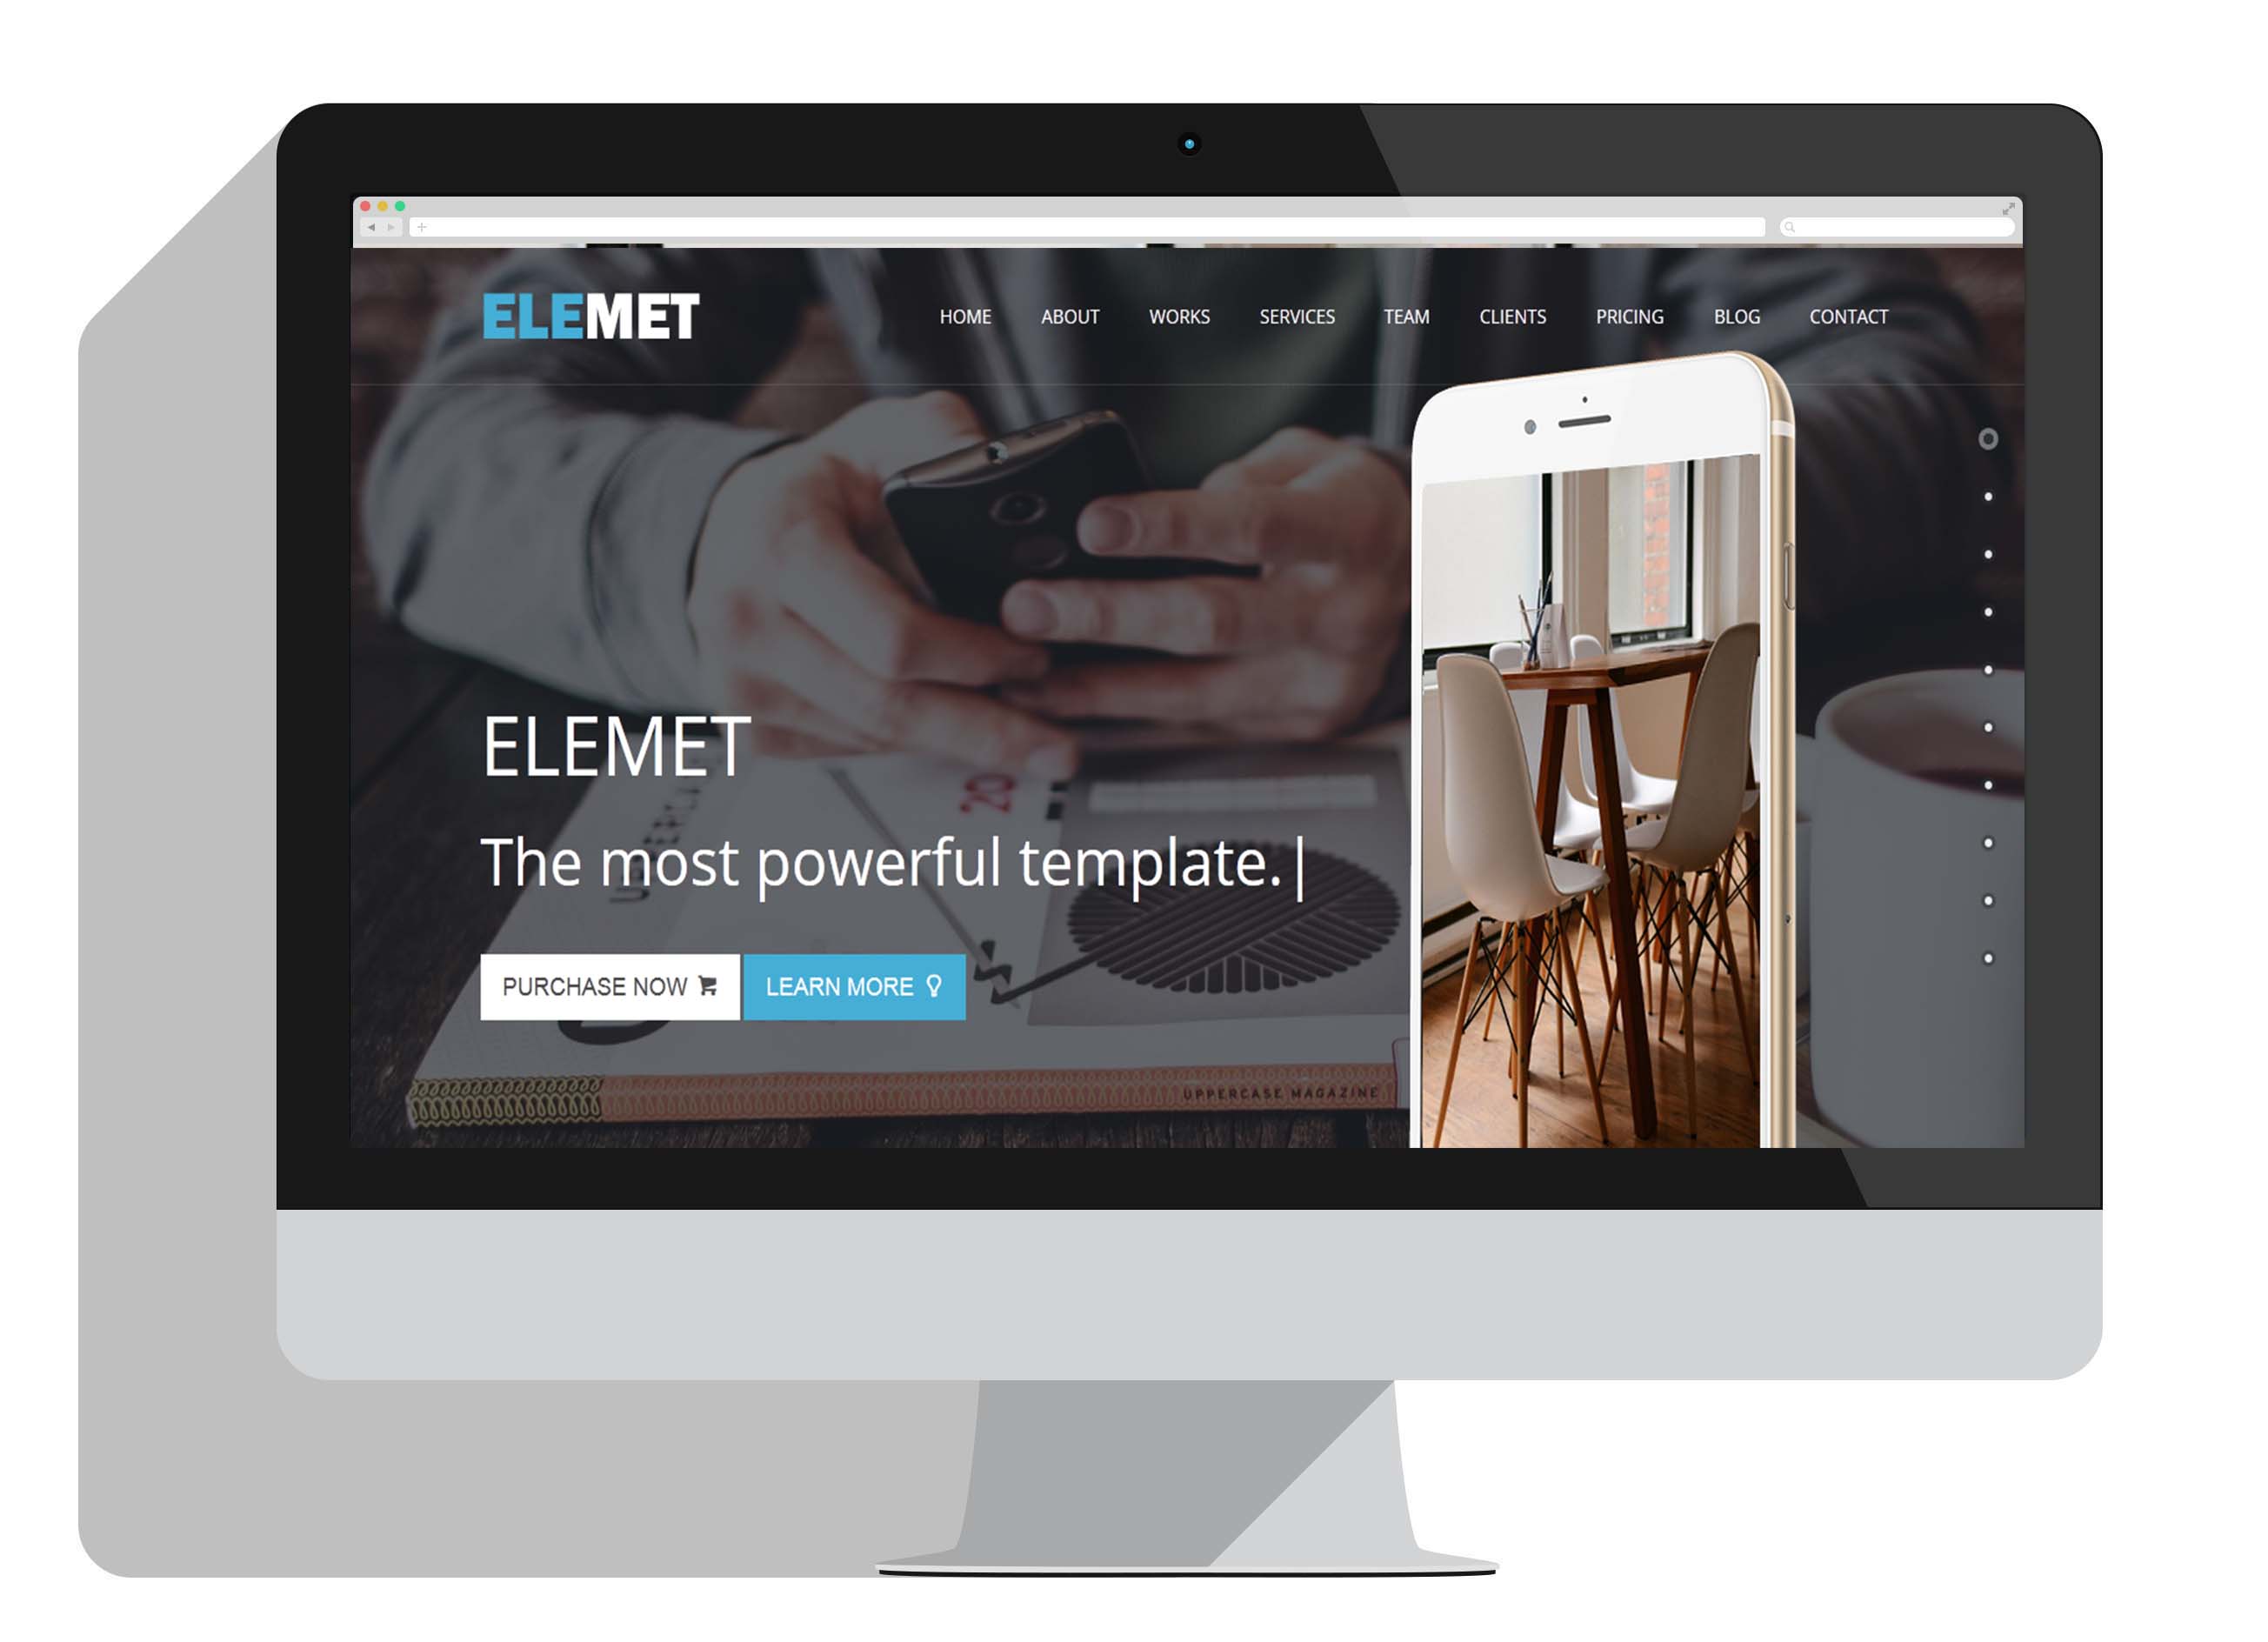 ELEMET
HOME ABOUT WORKS SERVICES TEAM CLIENTS PRICING BLOG CONTACT
ELEMET
The most powerful template.|
PURCHASE NOW LEARN MORE
20
UPPERCASE MAGAZINE